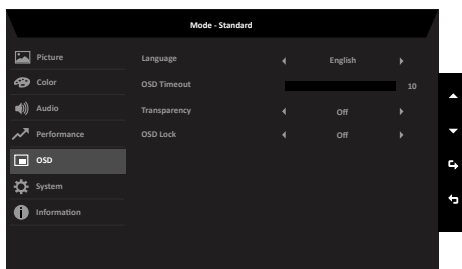 Mode - Standard
Picture
Language English
Color
OSD Timeout 10
Audio
Transparency Off
Performance
OSD Lock Off
OSD
System
Information